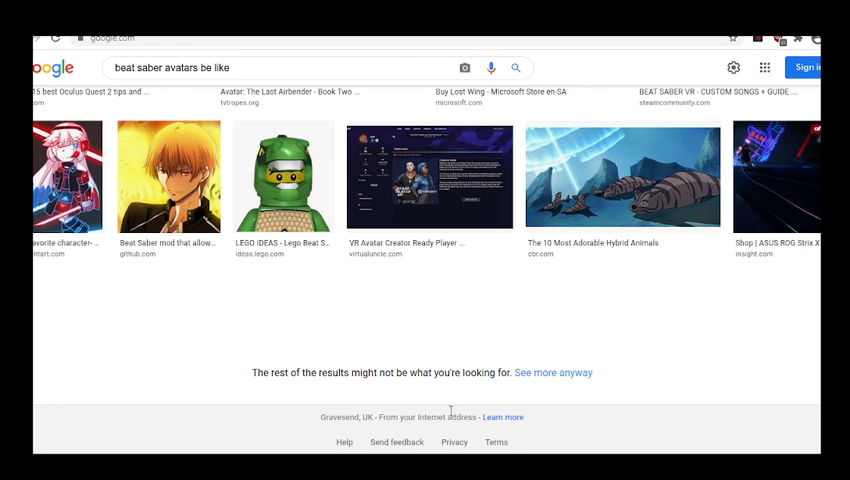 google.com
oogle
beat saber avatars be like
Sign in
15 best Oculus Quest 2 tips and ...
Avatar: The Last Airbender - Book Two ...
Buy Lost Wing - Microsoft Store en-SA
BEAT SABER VR - CUSTOM SONGS + GUIDE ...
.com
tvtropes.org
microsoft.com
steamcommunity.com
avorite character- ...
Beat Saber mod that allow...
LEGO IDEAS - Lego Beat S...
VR Avatar Creator Ready Player ...
The 10 Most Adorable Hybrid Animals
Shop | ASUS ROG Strix X
ntart.com
github.com
ideas.lego.com
virtualuncle.com
cbr.com
insight.com
The rest of the results might not be what you're looking for. See more anyway
Gravesend, UK - From your Internet address - Learn more
Help
Send feedback
Privacy
Terms